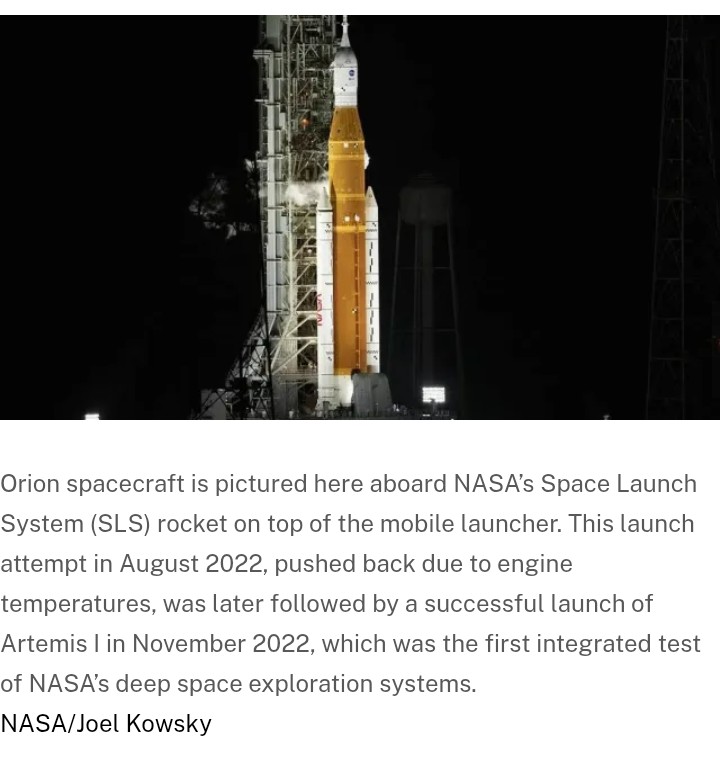 Orion spacecraft is pictured here aboard NASA’s Space Launch
System (SLS) rocket on top of the mobile launcher. This launch
attempt in August 2022, pushed back due to engine
temperatures, was later followed by a successful launch of
Artemis I in November 2022, which was the first integrated test
of NASA’s deep space exploration systems.
NASA/Joel Kowsky